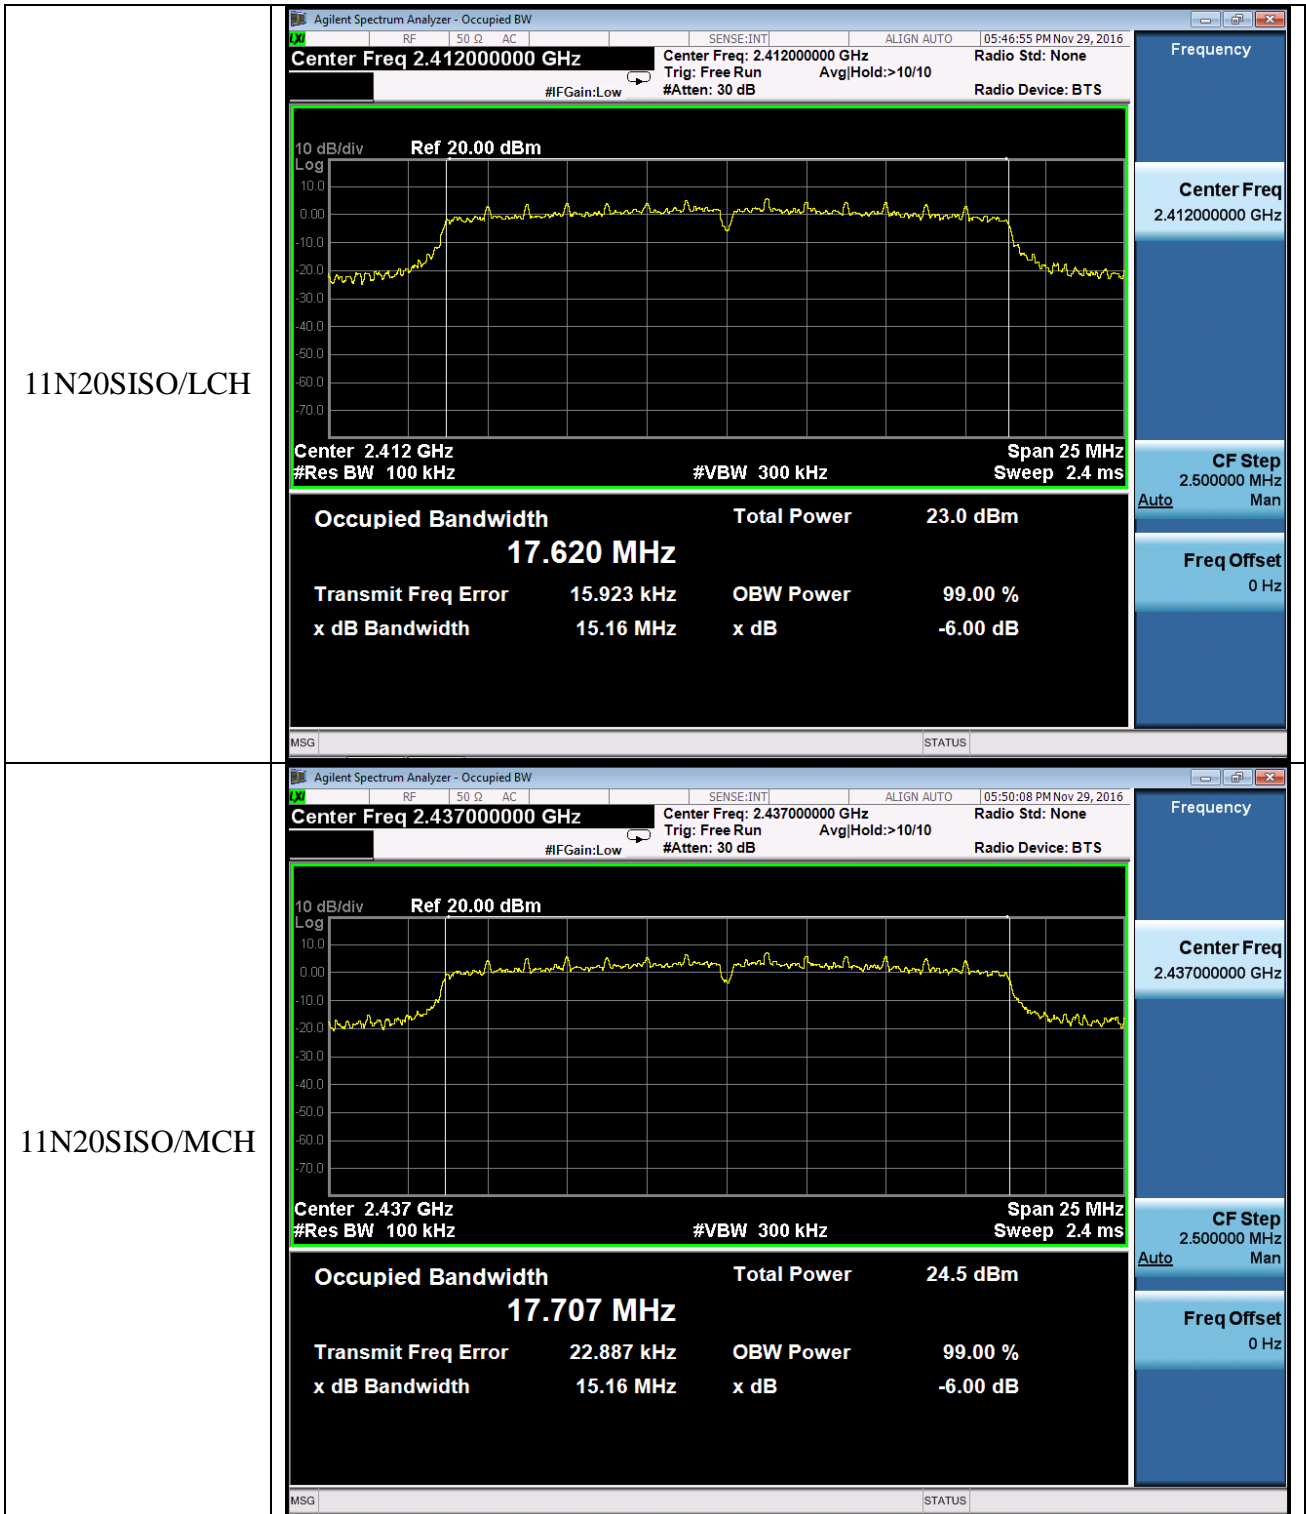 11N20SISO/LCH
Agilent Spectrum Analyzer - Occupied BW
LXI RF 50 Ω AC SENSE:INT ALIGN AUTO 05:46:55 PM Nov 29, 2016
Center Freq 2.412000000 GHz
Center Freq: 2.412000000 GHz Radio Std: None
Trig: Free Run Avg|Hold:>10/10
#IFGain:Low #Atten: 30 dB Radio Device: BTS
Frequency
10 dB/div Ref 20.00 dBm
Log
10.0
0.00
-10.0
-20.0
-30.0
-40.0
-50.0
-60.0
-70.0
Center 2.412 GHz Span 25 MHz
#Res BW 100 kHz #VBW 300 kHz Sweep 2.4 ms
Center Freq
2.412000000 GHz
CF Step
2.500000 MHz
Auto Man
Freq Offset
0 Hz
Occupied Bandwidth Total Power 23.0 dBm
17.620 MHz
Transmit Freq Error 15.923 kHz OBW Power 99.00 %
x dB Bandwidth 15.16 MHz x dB -6.00 dB
MSG STATUS
11N20SISO/MCH
Agilent Spectrum Analyzer - Occupied BW
LXI RF 50 Ω AC SENSE:INT ALIGN AUTO 05:50:08 PM Nov 29, 2016
Center Freq 2.437000000 GHz
Center Freq: 2.437000000 GHz Radio Std: None
Trig: Free Run Avg|Hold:>10/10
#IFGain:Low #Atten: 30 dB Radio Device: BTS
Frequency
10 dB/div Ref 20.00 dBm
Log
10.0
0.00
-10.0
-20.0
-30.0
-40.0
-50.0
-60.0
-70.0
Center 2.437 GHz Span 25 MHz
#Res BW 100 kHz #VBW 300 kHz Sweep 2.4 ms
Center Freq
2.437000000 GHz
CF Step
2.500000 MHz
Auto Man
Freq Offset
0 Hz
Occupied Bandwidth Total Power 24.5 dBm
17.707 MHz
Transmit Freq Error 22.887 kHz OBW Power 99.00 %
x dB Bandwidth 15.16 MHz x dB -6.00 dB
MSG STATUS